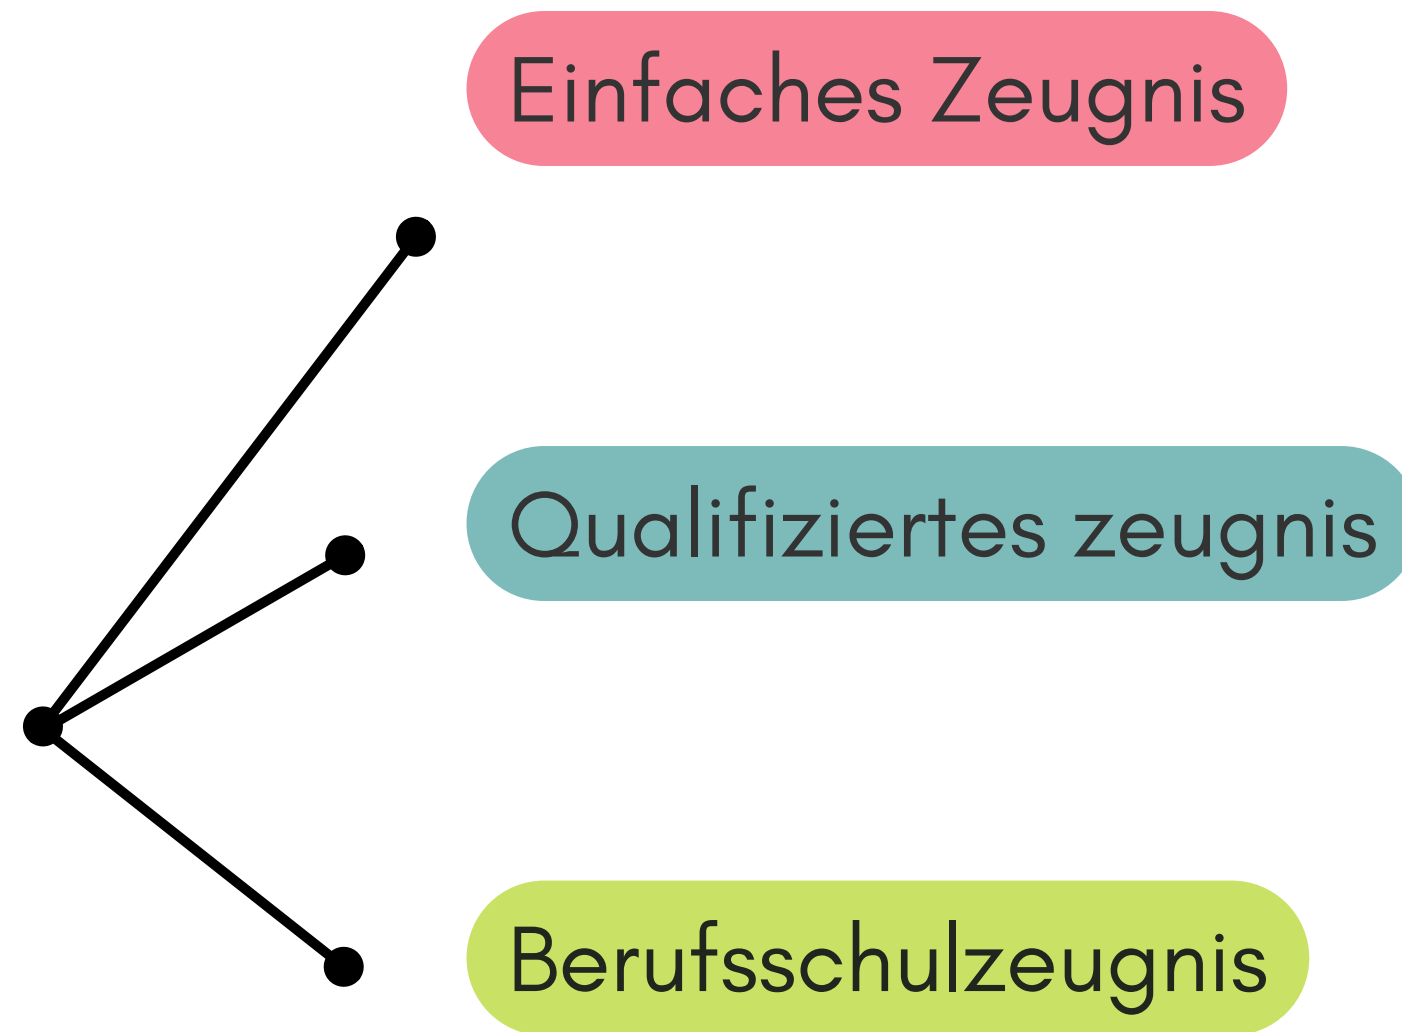 Einfaches Zeugnis
Qualifiziertes zeugnis
Berufsschulzeugnis